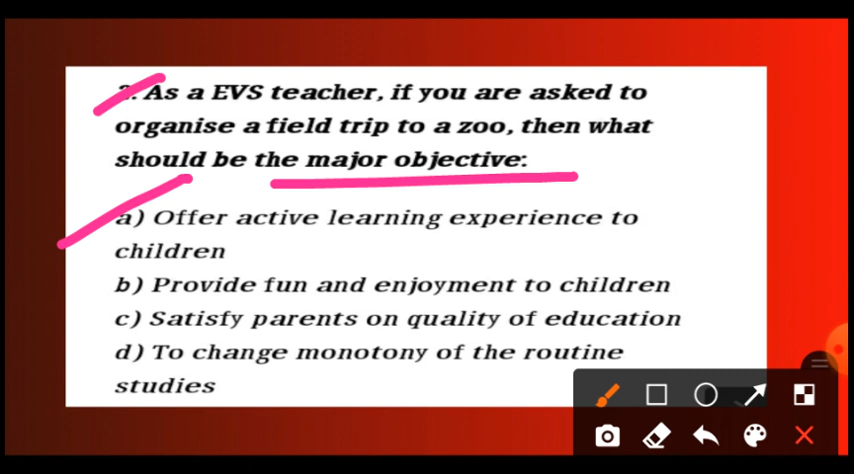 As a EVS teacher, if you are asked to
organise a field trip to a zoo, then what
should be the major objective:
a) Offer active learning experience to
children
b) Provide fun and enjoyment to children
c) Satisfy parents on quality of education
d) To change monotony of the routine
studies